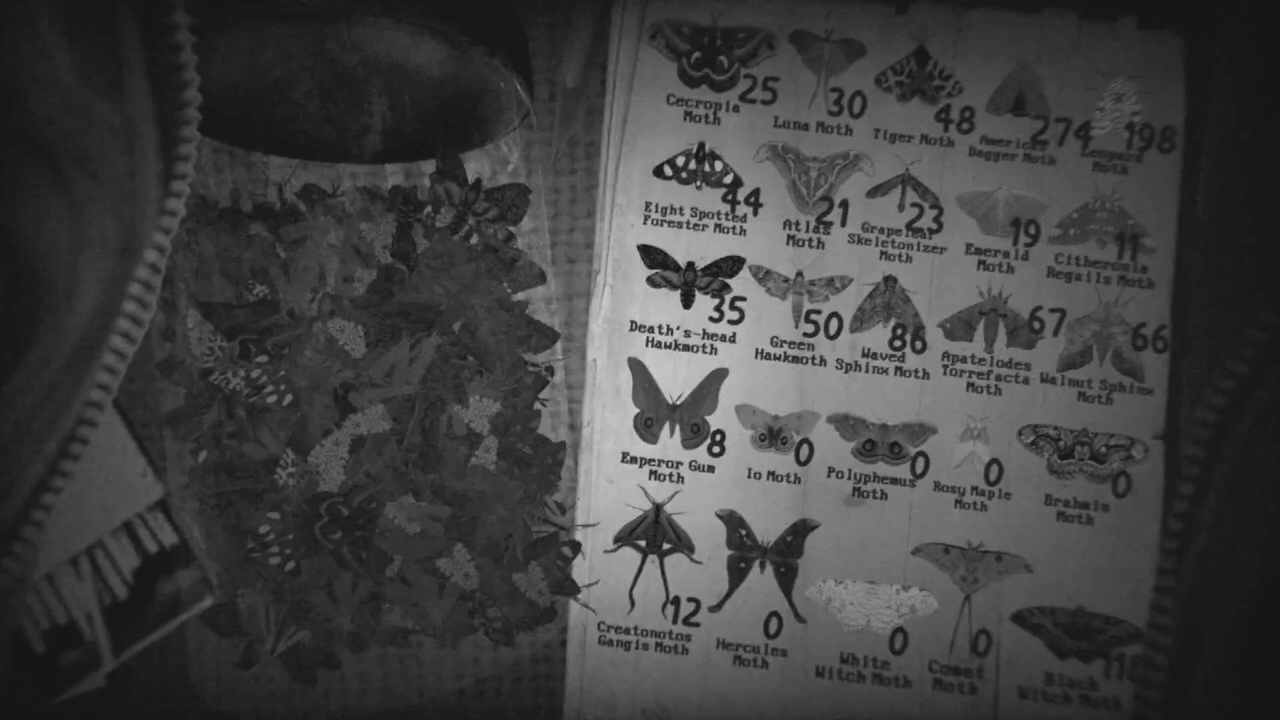 25 30 48 274 198
Cecropia Moth
Luna Moth
Tiger Moth
American Dagger Moth
Leopard Moth
44 21 23 19 11
Eight Spotted Forester Moth
Atlas Moth
Grapeleaf Skeletonizer Moth
Emerald Moth
Citheronia Regails Moth
35 50 86 67 66
Death's-head Hawkmoth
Green Hawkmoth
Waved Sphinx Moth
Apatelodes Torrefacta Moth
Walnut Sphinx Moth
8 0 0 0 0
Emperor Gum Moth
Io Moth
Polyphemus Moth
Rosy Maple Moth
Brahmin Moth
12 0 0 0
Creatonotos Gangis Moth
Hercules Moth
White Witch Moth
Comet Moth
Black Witch Moth